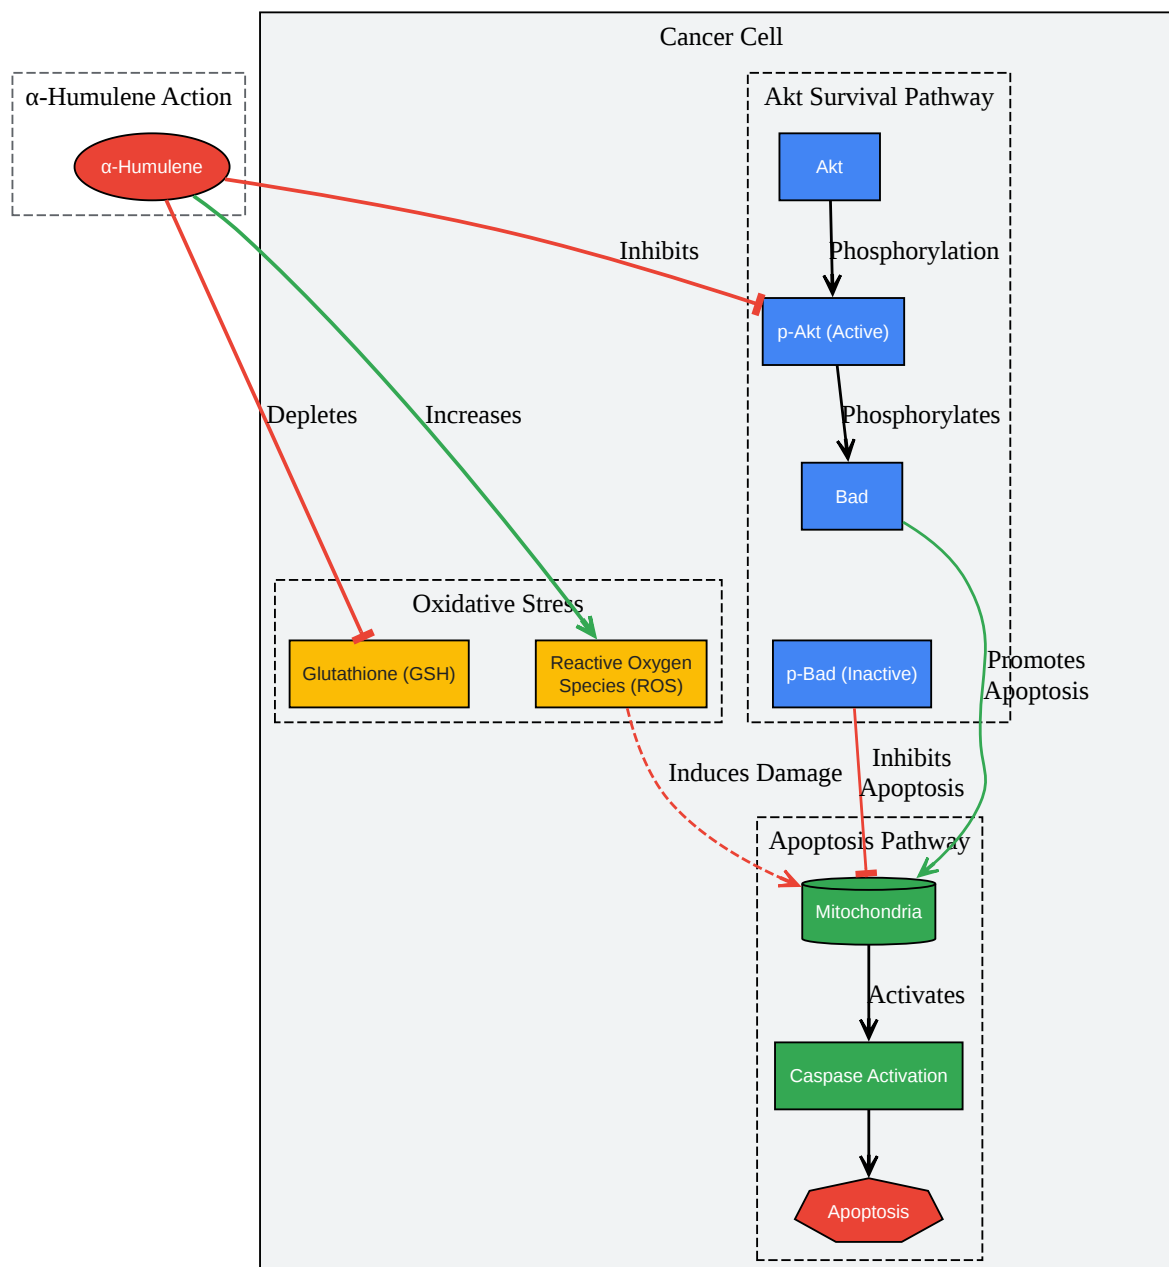 Cancer Cell
α-Humulene Action
Akt Survival Pathway
α-Humulene
Akt
Inhibits
Phosphorylation
p-Akt (Active)
Depletes
Increases
Phosphorylates
Bad
Oxidative Stress
Glutathione (GSH)
Reactive Oxygen
Species (ROS)
p-Bad (Inactive)
Promotes
Apoptosis
Induces Damage
Inhibits
Apoptosis
Apoptosis Pathway
Mitochondria
Activates
Caspase Activation
Apoptosis